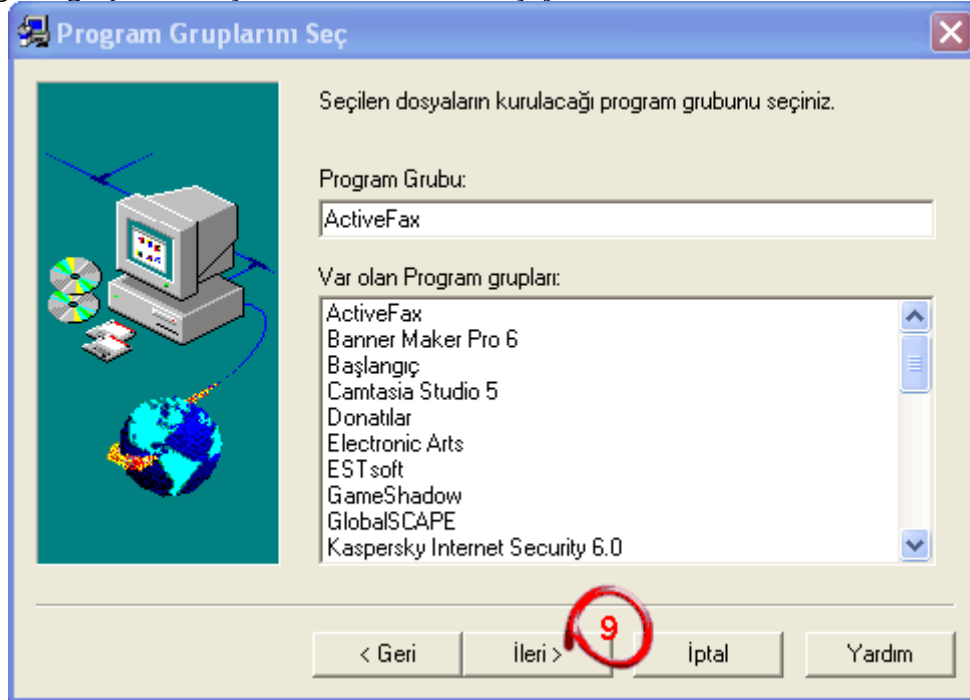 Program Gruplarını Seç
Seçilen dosyaların kurulacağı program grubunu seçiniz.
Program Grubu:
ActiveFax
Var olan Program grupları:
ActiveFax
Banner Maker Pro 6
Başlangıç
Camtasia Studio 5
Donatılar
Electronic Arts
ESTsoft
GameShadow
GlobalSCAPE
Kaspersky Internet Security 6.0
< Geri
İleri >
9
İptal
Yardım